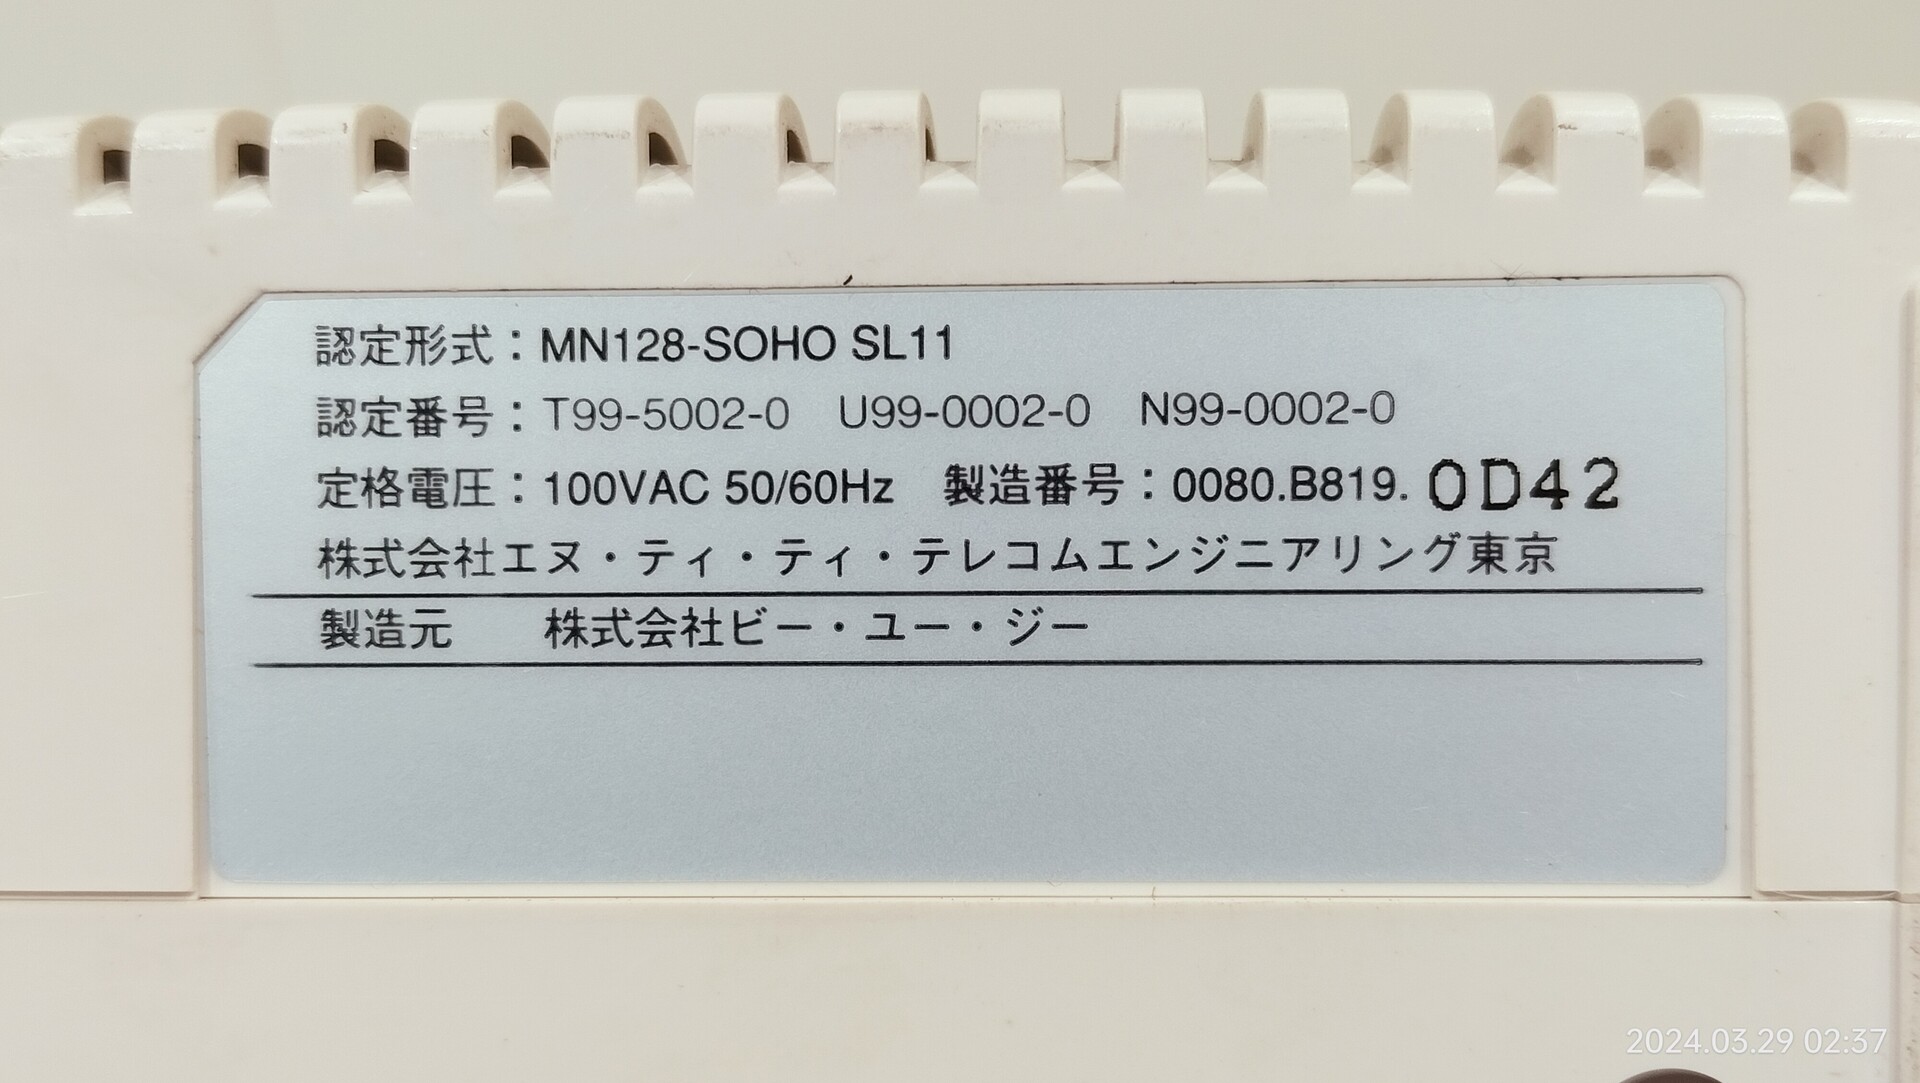 認定形式：MN128-SOHO SL11
認定番号：T99-5002-0　U99-0002-0　N99-0002-0
定格電圧：100VAC 50/60Hz　製造番号：0080.B819. 0D42
株式会社エヌ・ティ・ティ・テレコムエンジニアリング東京
製造元　株式会社ビー・ユー・ジー
2024.03.29 02:37